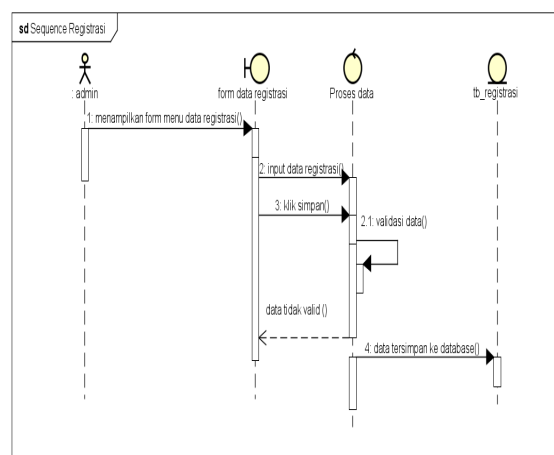 sd Sequence Registrasi
: admin
form data registrasi
Proses data
tb_registrasi
1: menampilkan form menu data registrasi()
2: input data registrasi()
3: klik simpan()
2.1: validasi data()
data tidak valid ()
4: data tersimpan ke database()